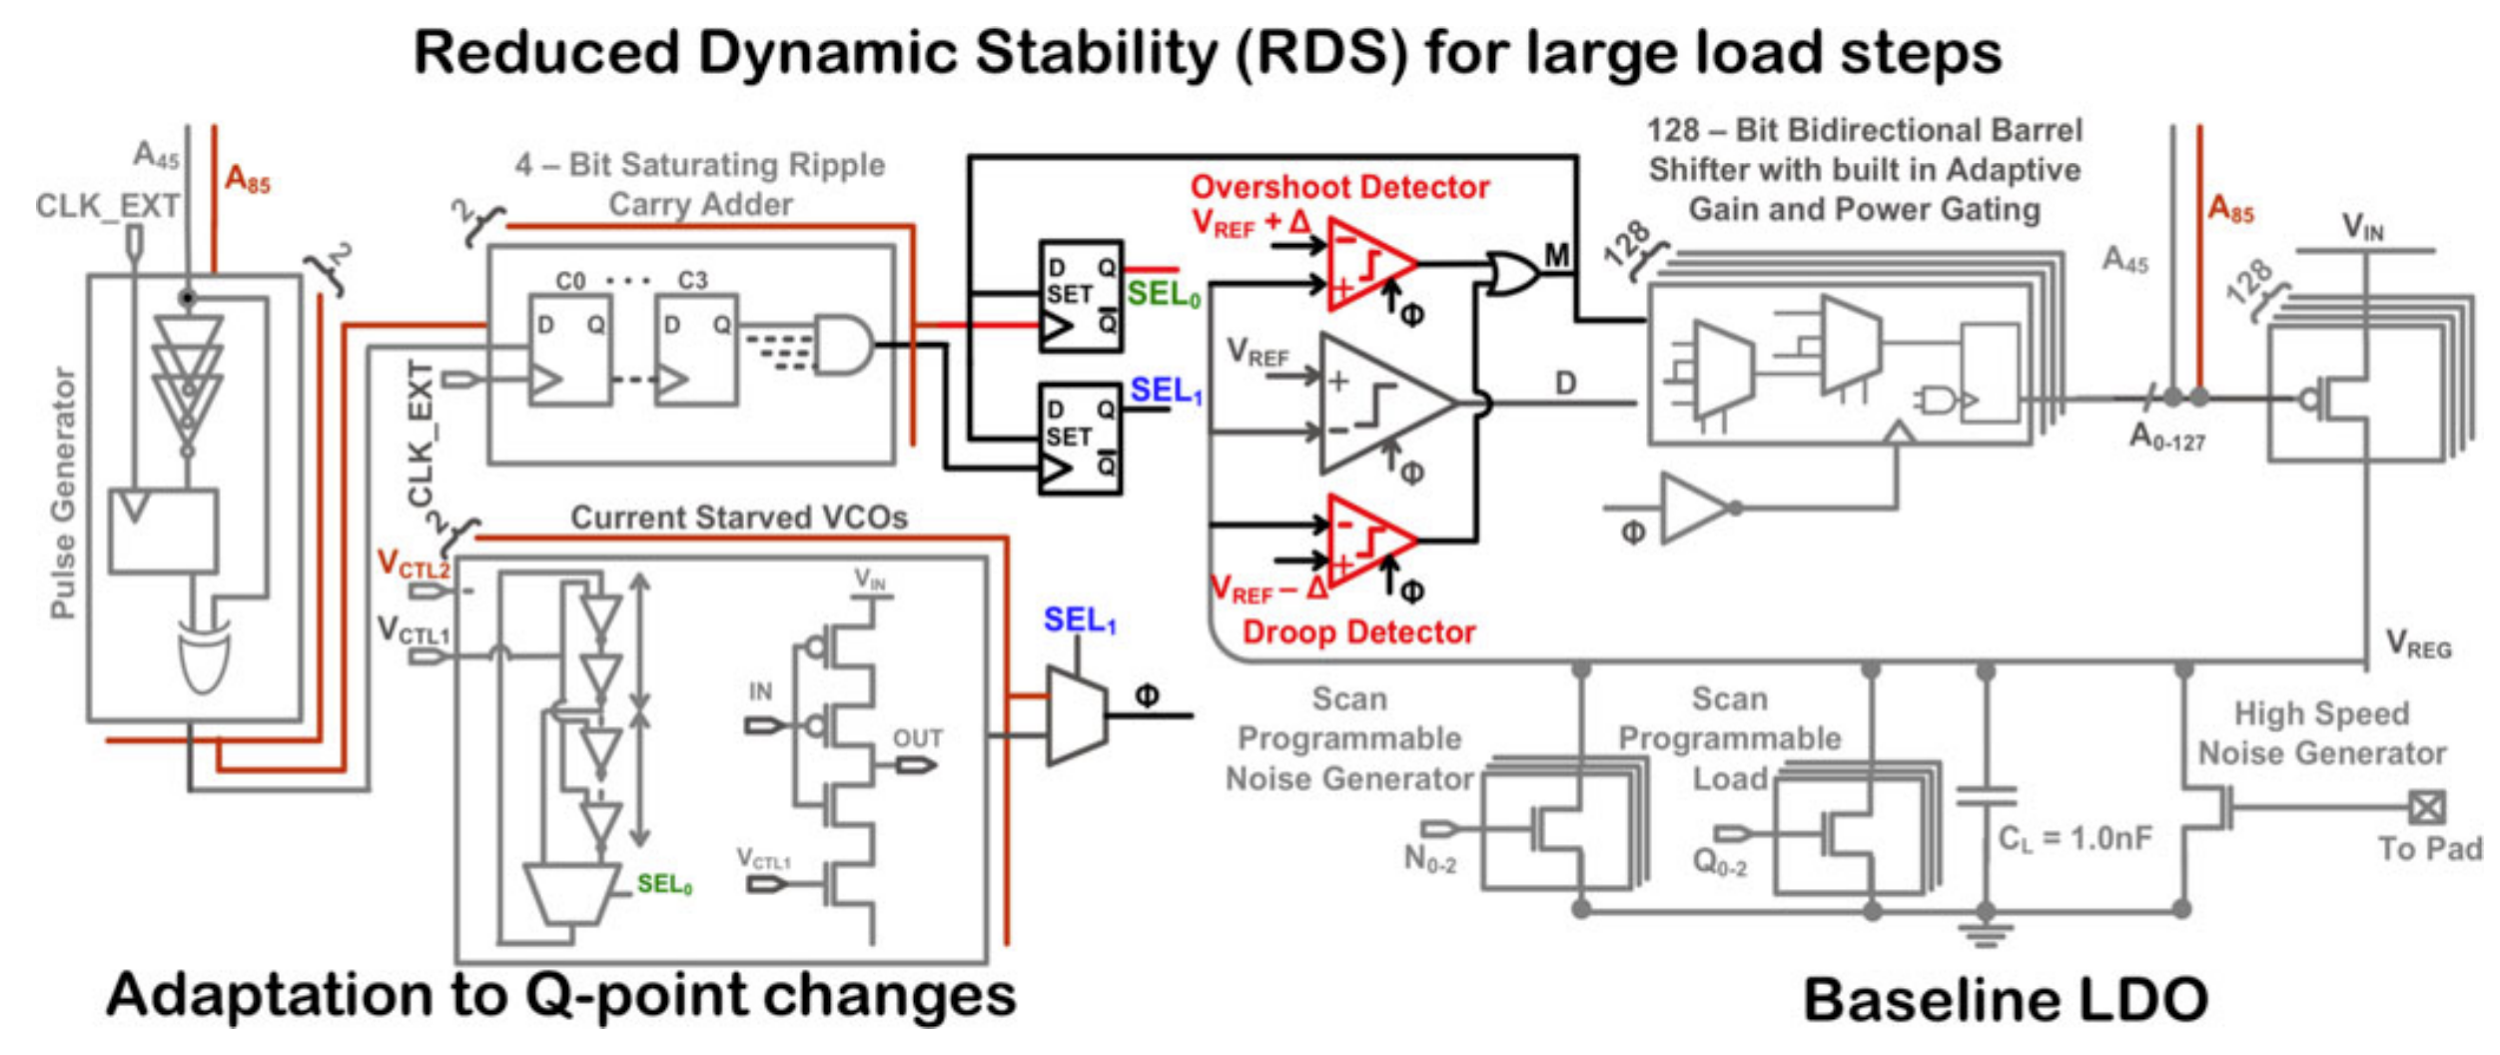 Reduced Dynamic Stability (RDS) for large load steps
A45
A85
CLK_EXT
2
Pulse Generator
4 – Bit Saturating Ripple
Carry Adder
2
C0 · · · C3
D Q
D Q
CLK_EXT
D Q
SET
Q
SEL0
D Q
SET
Q
SEL1
Overshoot Detector
VREF + Δ
Φ
VREF
Φ
VREF – Δ
Φ
Droop Detector
M
D
128 – Bit Bidirectional Barrel
Shifter with built in Adaptive
Gain and Power Gating
128
Φ
A45
A85
A0-127
VIN
128
VREG
Current Starved VCOs
2
VCTL2
VCTL1
VIN
IN
OUT
VCTL1
SEL0
SEL1
Φ
Scan
Programmable
Noise Generator
N0-2
Scan
Programmable
Load
Q0-2
CL = 1.0nF
High Speed
Noise Generator
To Pad
Adaptation to Q-point changes
Baseline LDO